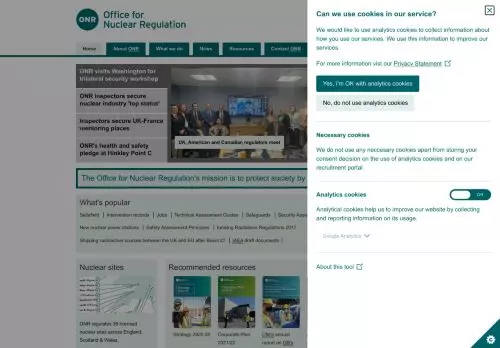 ONR
Office for
Nuclear Regulation
Home
About ONR
What we do
News
Resources
Contact ONR
ONR visits Washington for
trilateral security workshop
ONR inspectors secure
nuclear industry 'top status'
Inspectors secure UK-France
mentoring places
ONR's health and safety
pledge at Hinkley Point C
UK, American and Canadian regulators meet
The Office for Nuclear Regulation's mission is to protect society by
What's popular
Sellafield
Intervention records
Jobs
Technical Assessment Guides
Safeguards
Security Asse
New nuclear power stations
Safety Assessment Principles
Ionising Radiations Regulations 2017
Shipping radioactive sources between the UK and EU after Brexit
IAEA draft documents
Nuclear sites
ONR regulates 36 licensed
nuclear sites across England,
Scotland & Wales.
Recommended resources
Strategy 2020-25
Corporate Plan
2021/22
annual
report on
Can we use cookies in our service?
We would like to use analytics cookies to collect information about
how you use our services. We use this information to improve our
services.
For more information visit our Privacy Statement
Yes, I'm OK with analytics cookies
No, do not use analytics cookies
Necessary cookies
We do not use any neccessary cookies apart from storing your
consent decision on the use of analytics cookies and on our
recruitment portal.
Analytics cookies
Off
Analytical cookies help us to improve our website by collecting
and reporting information on its usage.
Google Analytics
About this tool